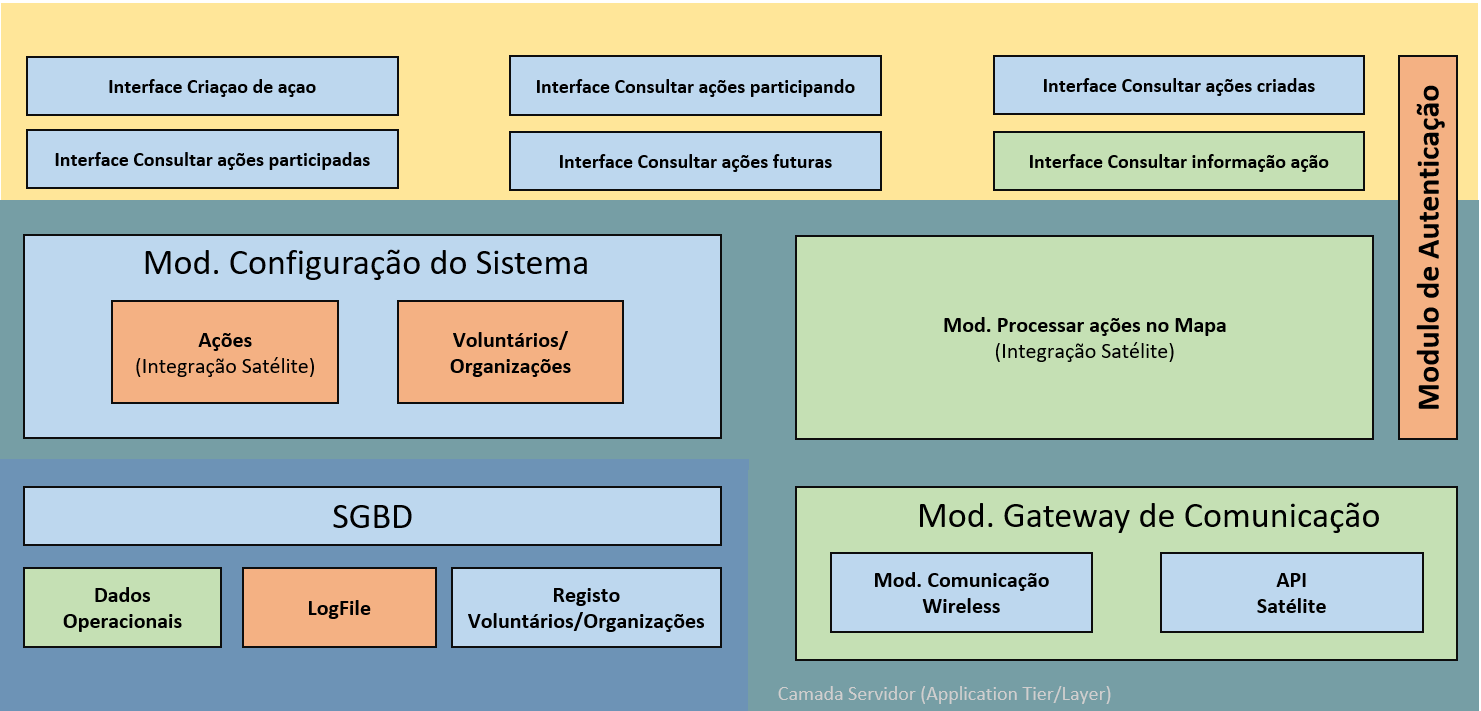 Interface Criaçao de açao
Interface Consultar ações participando
Interface Consultar ações criadas
Interface Consultar ações participadas
Interface Consultar ações futuras
Interface Consultar informação ação
Modulo de Autenticação
Mod. Configuração do Sistema
Ações
(Integração Satélite)
Voluntários/
Organizações
Mod. Processar ações no Mapa
(Integração Satélite)
SGBD
Dados
Operacionais
LogFile
Registo
Voluntários/Organizações
Mod. Gateway de Comunicação
Mod. Comunicação
Wireless
API
Satélite
Camada Servidor (Application Tier/Layer)